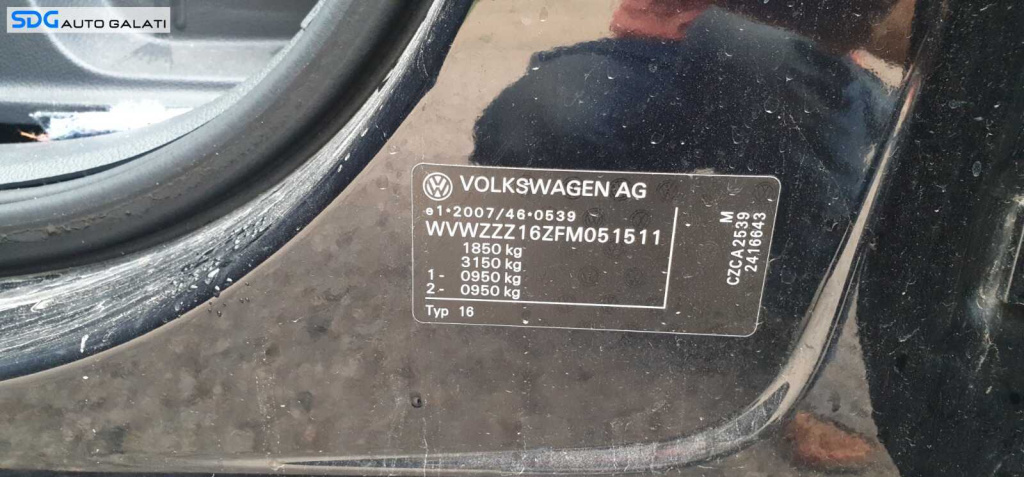 SDG AUTO GALATI
VOLKSWAGEN AG
e1*2007/46*0539
WVWZZZ16ZFM051511
1850 kg
3150 kg
1- 0950 kg
2- 0950 kg
Typ 16
M
CZCA2539
2416643